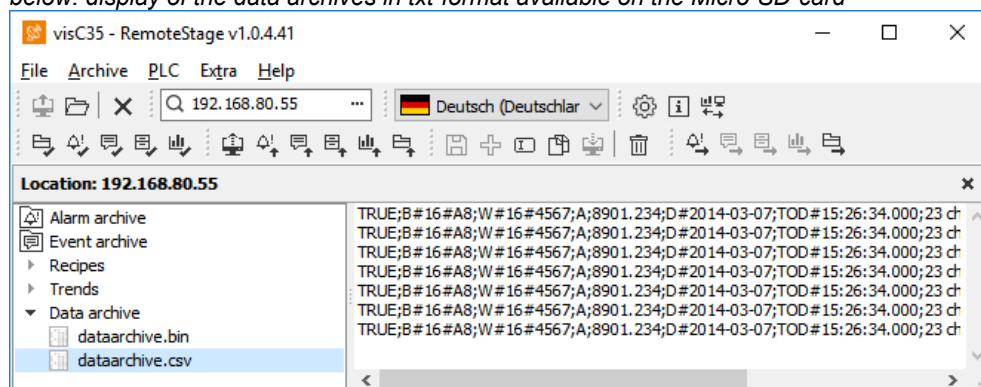 below: display of the data archives in txt format available on the Micro-SD-card
visC35 - RemoteStage v1.0.4.41
File Archive PLC Extra Help
192.168.80.55 ... Deutsch (Deutschlar
Location: 192.168.80.55
Alarm archive
Event archive
Recipes
Trends
Data archive
dataarchive.bin
dataarchive.csv
TRUE;B#16#A8;W#16#4567;A;8901.234;D#2014-03-07;TOD#15:26:34.000;23 ch
TRUE;B#16#A8;W#16#4567;A;8901.234;D#2014-03-07;TOD#15:26:34.000;23 ch
TRUE;B#16#A8;W#16#4567;A;8901.234;D#2014-03-07;TOD#15:26:34.000;23 ch
TRUE;B#16#A8;W#16#4567;A;8901.234;D#2014-03-07;TOD#15:26:34.000;23 ch
TRUE;B#16#A8;W#16#4567;A;8901.234;D#2014-03-07;TOD#15:26:34.000;23 ch
TRUE;B#16#A8;W#16#4567;A;8901.234;D#2014-03-07;TOD#15:26:34.000;23 ch
TRUE;B#16#A8;W#16#4567;A;8901.234;D#2014-03-07;TOD#15:26:34.000;23 ch